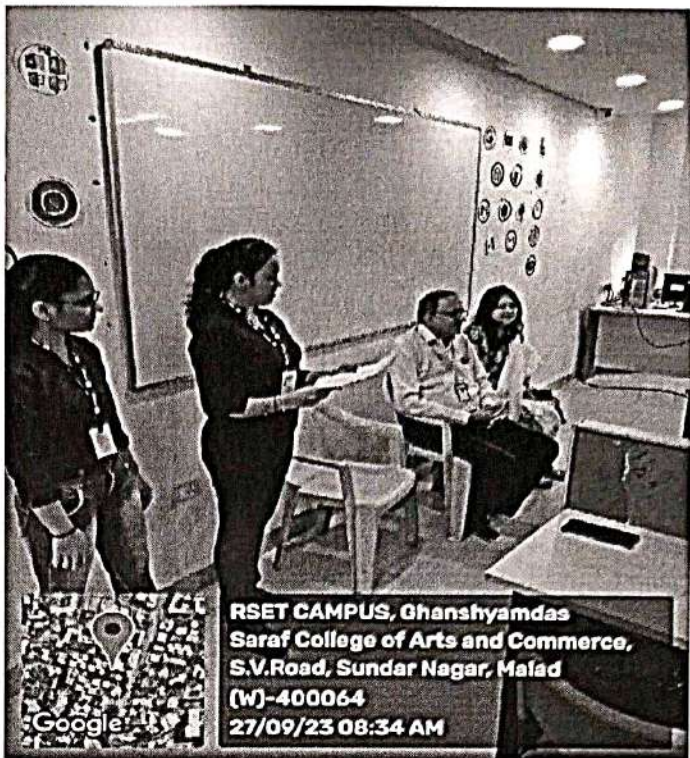 RSET CAMPUS, Ghanshyamdas
Saraf College of Arts and Commerce,
S.V.Road, Sundar Nagar, Malad
(W)-400064
27/09/23 08:34 AM
Google